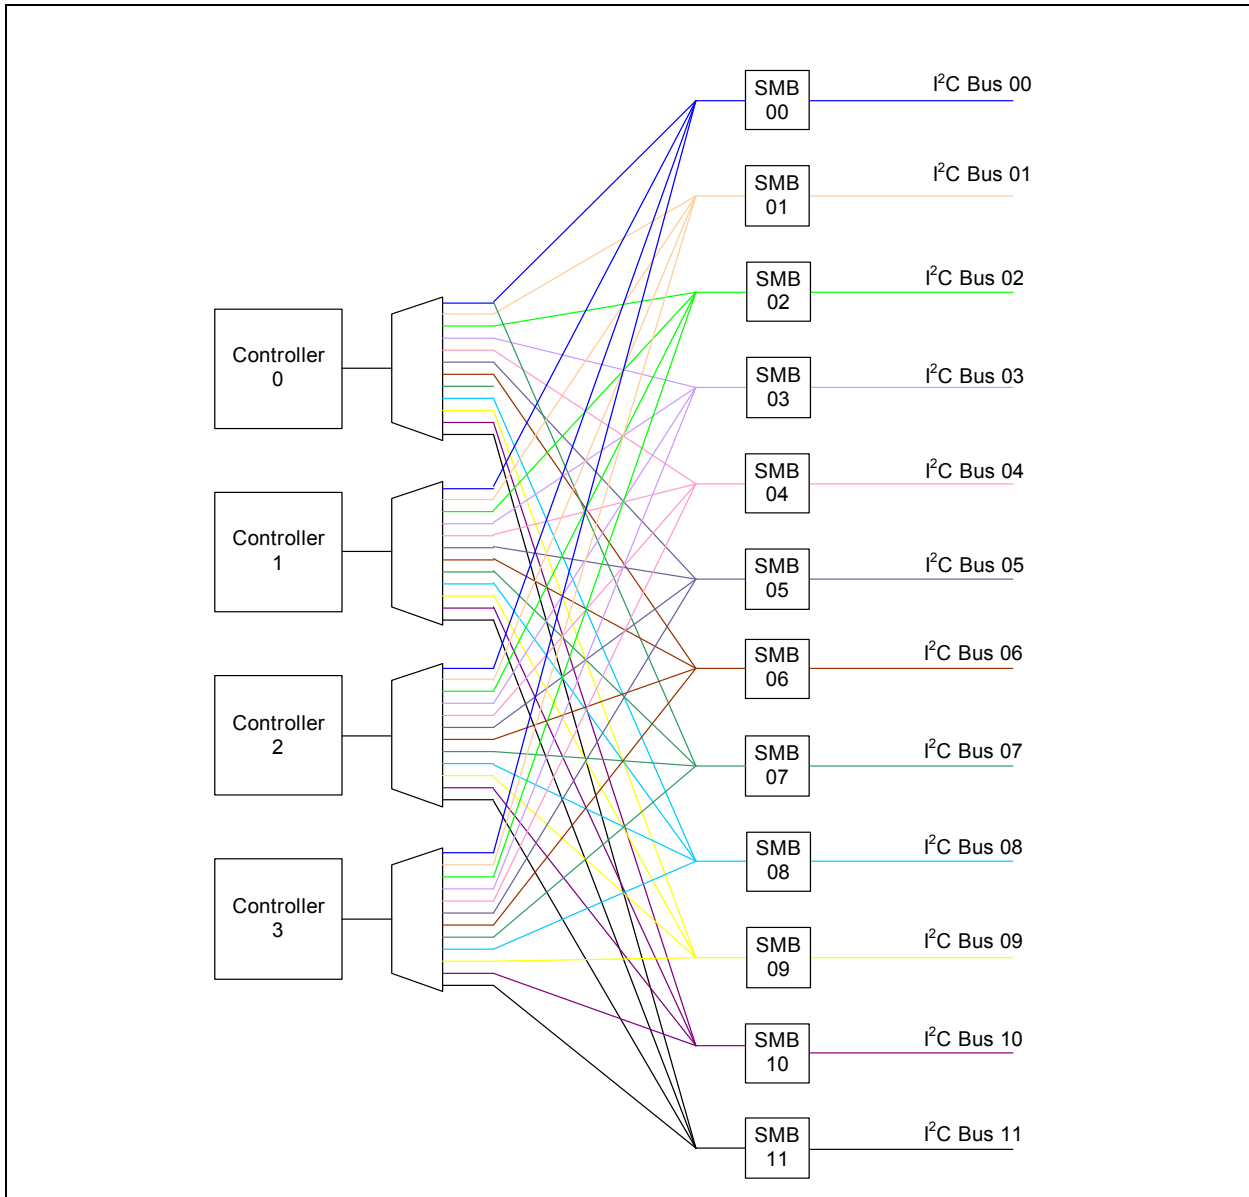 SMB
00
I²C Bus 00
SMB
01
I²C Bus 01
SMB
02
I²C Bus 02
Controller
0
SMB
03
I²C Bus 03
SMB
04
I²C Bus 04
Controller
1
SMB
05
I²C Bus 05
SMB
06
I²C Bus 06
Controller
2
SMB
07
I²C Bus 07
SMB
08
I²C Bus 08
Controller
3
SMB
09
I²C Bus 09
SMB
10
I²C Bus 10
SMB
11
I²C Bus 11